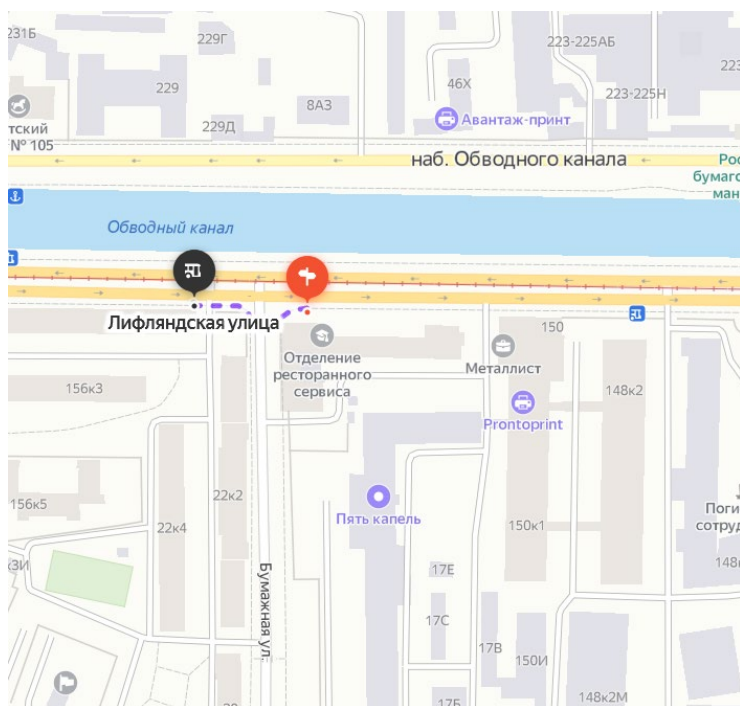 231Б
229Г
223-225АБ
229
46Х
223-225Н
8А3
тский
№ 105
229Д
Авантаж-принт
наб. Обводного канала
Рос
бумаго
ман
Обводный канал
Лифляндская улица
150
Отделение
ресторанного
сервиса
Металлист
156к3
148к2
Prontoprint
22к2
156к5
Пять капель
22к4
150к1
Поги
сотруд
148
17Е
Бумажная ул.
17С
17В
150И
148к2М
17Б